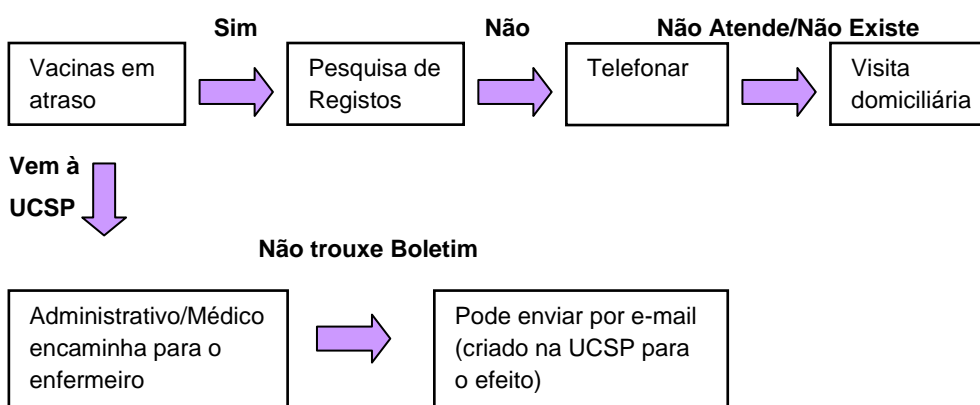 Sim
Não
Não Atende/Não Existe
Vacinas em
atraso
Pesquisa de
Registos
Telefonar
Visita
domiciliária
Vem à
UCSP
Não trouxe Boletim
Administrativo/Médico
encaminha para o
enfermeiro
Pode enviar por e-mail
(criado na UCSP para
o efeito)